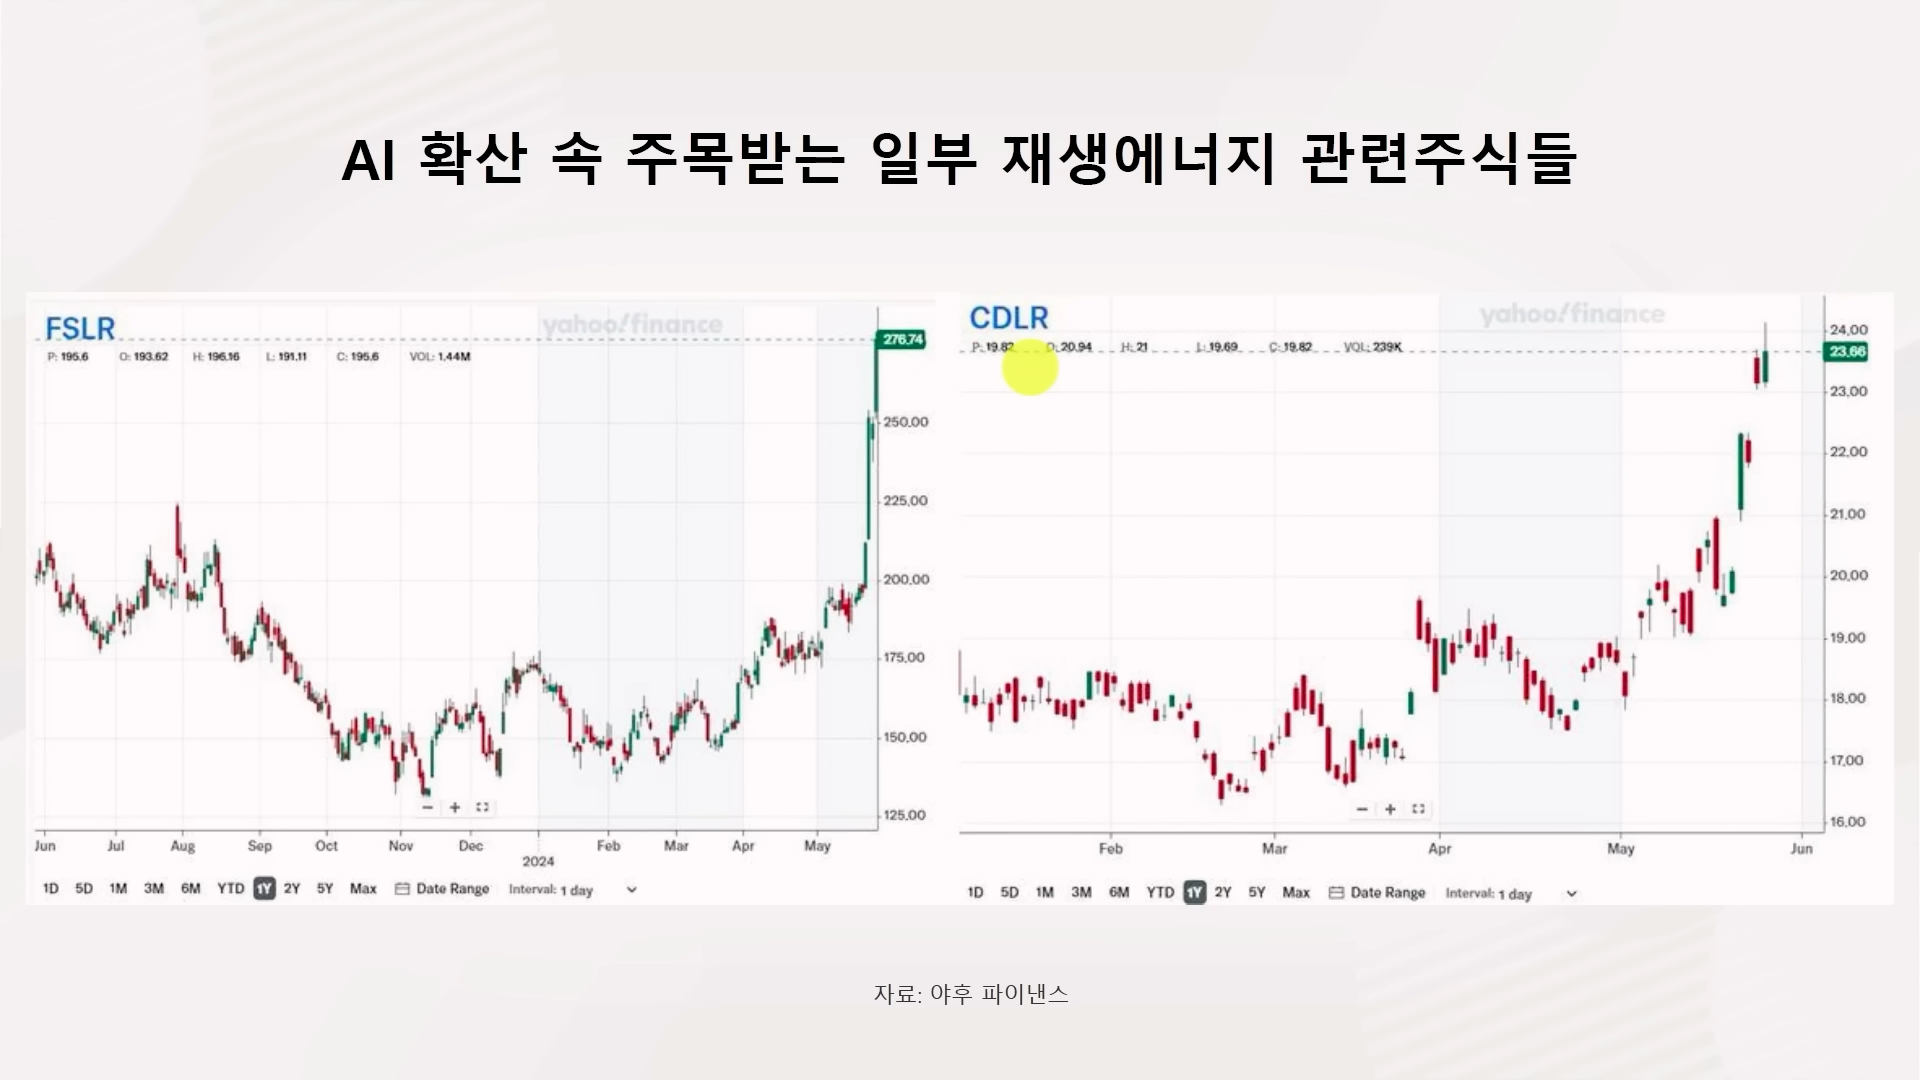 AI 확산 속 주목받는 일부 재생에너지 관련주식들
FSLR
yahoo!finance
276.74
P: 195.6 O: 193.62 H: 196.16 L: 191.11 C: 195.6 VOL: 1.44M
250.00
225.00
200.00
175.00
150.00
125.00
Jun Jul Aug Sep Oct Nov Dec Feb Mar Apr May
2024
1D 5D 1M 3M 6M YTD 1Y 2Y 5Y Max Date Range Interval: 1 day
CDLR
yahoo!finance
24.00
P: 19.82 O: 20.94 H: 21 L: 19.69 C: 19.82 VOL: 239K
23.66
23.00
22.00
21.00
20.00
19.00
18.00
17.00
16.00
Feb Mar Apr May Jun
1D 5D 1M 3M 6M YTD 1Y 2Y 5Y Max Date Range Interval: 1 day
자료: 야후 파이낸스